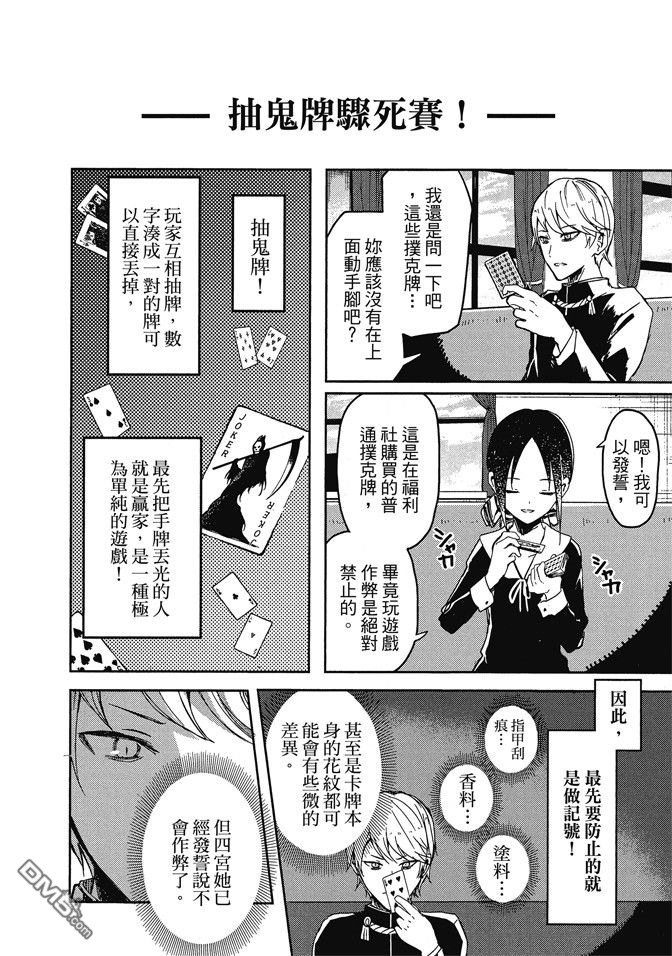 抽鬼牌驟死賽！
我還是問一下吧
，這些撲克牌…
妳應該沒有在上
面動手腳吧？
抽鬼牌！
玩家互相抽牌，數
字湊成一對的牌可
以直接丟掉，
JOKER
JOKER
最先把手牌丟光的人
就是贏家，是一種極
為單純的遊戲！
嗯！我可
以發誓，
這是在福利
社購買的普
通撲克牌，
畢竟玩遊戲
作弊是絕對
禁止的。
シャカ
シャカ
因此，
最先要防止的就
是做記號！
指甲刮
痕…
香料…
塗料…
甚至是卡牌本
身的花紋都可
能會有些微的
差異。
但四宮她已
經發誓說不
會作弊了。